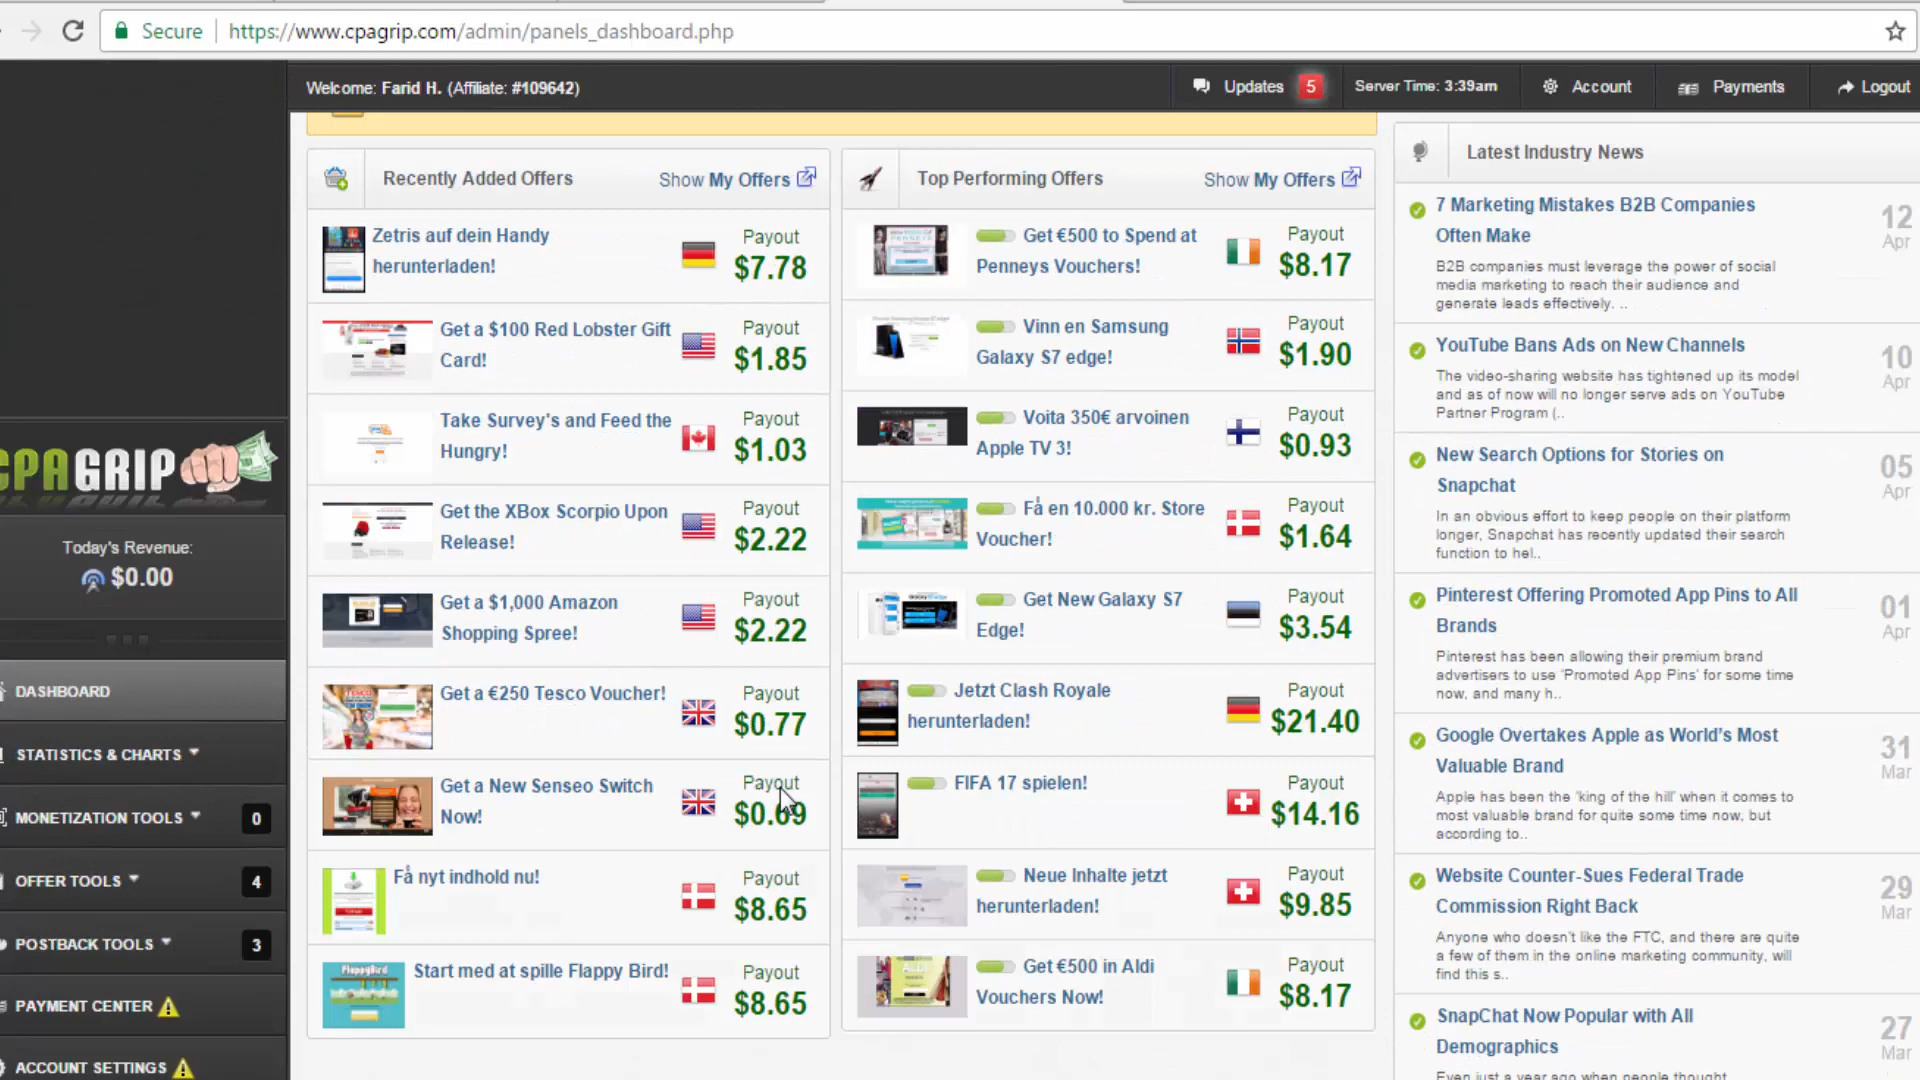 Secure
https://www.cpagrip.com/admin/panels_dashboard.php
Welcome: Farid H. (Affiliate: #109642)
Updates 5
Server Time: 3:39am
Account
Payments
Logout
CPAGRIP
Today's Revenue:
$0.00
DASHBOARD
STATISTICS & CHARTS
MONETIZATION TOOLS 0
OFFER TOOLS 4
POSTBACK TOOLS 3
PAYMENT CENTER
ACCOUNT SETTINGS
Recently Added Offers
Show My Offers
Zetris auf dein Handy
herunterladen!
Payout
$7.78
Get a $100 Red Lobster Gift
Card!
Payout
$1.85
Take Survey's and Feed the
Hungry!
Payout
$1.03
Get the XBox Scorpio Upon
Release!
Payout
$2.22
Get a $1,000 Amazon
Shopping Spree!
Payout
$2.22
Get a €250 Tesco Voucher!
Payout
$0.77
Get a New Senseo Switch
Now!
Payout
$0.69
Få nyt indhold nu!
Payout
$8.65
FlappyBird
Start med at spille Flappy Bird!
Payout
$8.65
Top Performing Offers
Show My Offers
Get €500 to Spend at
Penneys Vouchers!
Payout
$8.17
Vinn en Samsung
Galaxy S7 edge!
Payout
$1.90
Voita 350€ arvoinen
Apple TV 3!
Payout
$0.93
Få en 10.000 kr. Store
Voucher!
Payout
$1.64
Get New Galaxy S7
Edge!
Payout
$3.54
Jetzt Clash Royale
herunterladen!
Payout
$21.40
FIFA 17 spielen!
Payout
$14.16
Neue Inhalte jetzt
herunterladen!
Payout
$9.85
Get €500 in Aldi
Vouchers Now!
Payout
$8.17
Latest Industry News
7 Marketing Mistakes B2B Companies
Often Make
12
Apr
B2B companies must leverage the power of social
media marketing to reach their audience and
generate leads effectively. ..
YouTube Bans Ads on New Channels
10
Apr
The video-sharing website has tightened up its model
and as of now will no longer serve ads on YouTube
Partner Program (..
New Search Options for Stories on
Snapchat
05
Apr
In an obvious effort to keep people on their platform
longer, Snapchat has recently updated their search
function to hel..
Pinterest Offering Promoted App Pins to All
Brands
01
Apr
Pinterest has been allowing their premium brand
advertisers to use 'Promoted App Pins' for some time
now, and many h..
Google Overtakes Apple as World's Most
Valuable Brand
31
Mar
Apple has been the 'king of the hill' when it comes to
most valuable brand for quite some time now, but
according to..
Website Counter-Sues Federal Trade
Commission Right Back
29
Mar
Anyone who doesn't like the FTC, and there are quite
a few of them in the online marketing community, will
find this s..
SnapChat Now Popular with All
Demographics
27
Mar
Even just a year ago when people thought